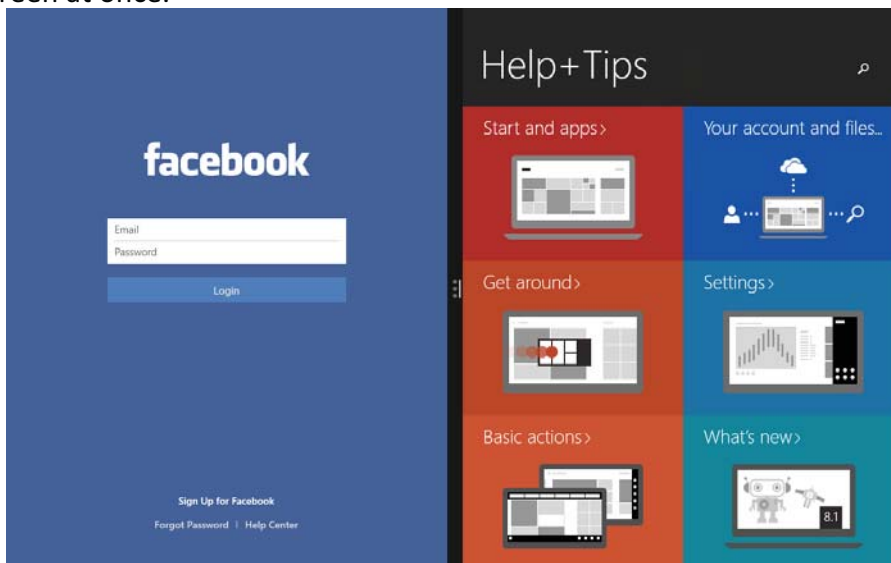 reen at once.
facebook
Email
Password
Login
Sign Up for Facebook
Forgot Password | Help Center
Help+Tips
Start and apps>
Your account and files...
Get around>
Settings>
Basic actions>
What's new>
8.1